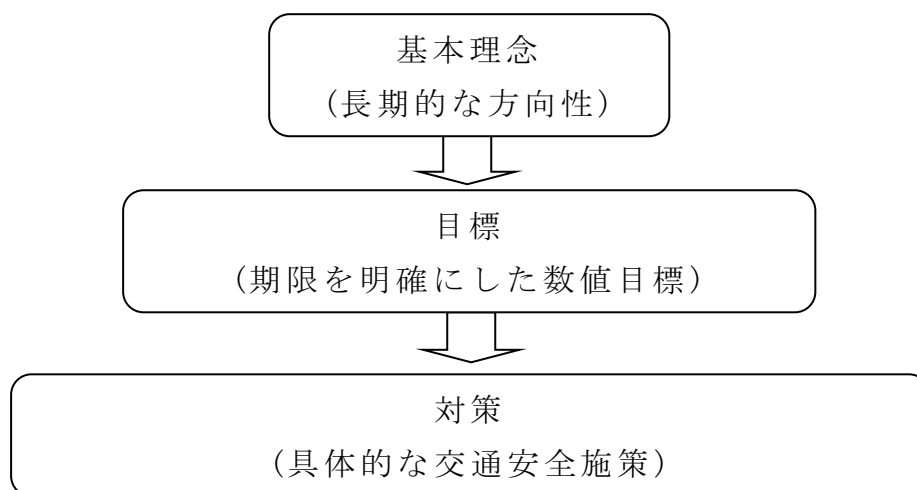 基本理念
(長期的な方向性)
目標
(期限を明確にした数値目標)
対策
(具体的な交通安全施策)